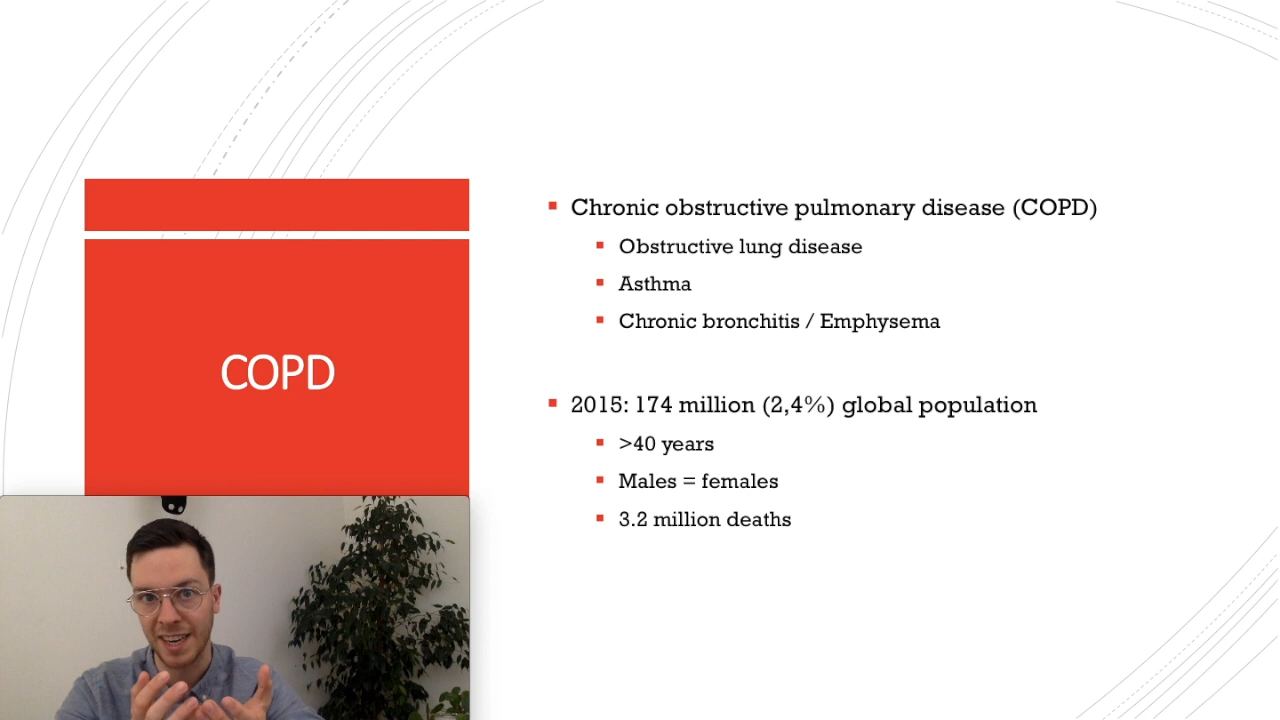 COPD
Chronic obstructive pulmonary disease (COPD)
Obstructive lung disease
Asthma
Chronic bronchitis / Emphysema
2015: 174 million (2,4%) global population
>40 years
Males = females
3.2 million deaths